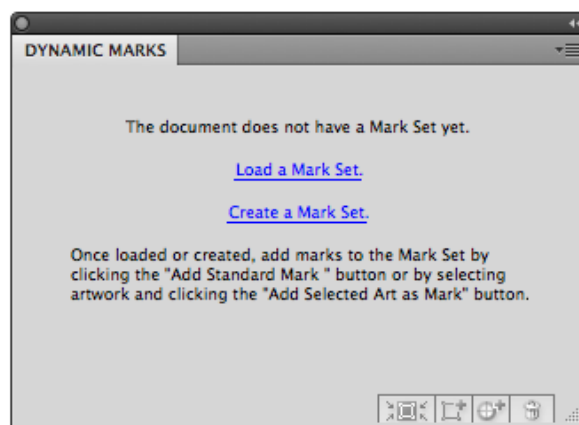 DYNAMIC MARKS
The document does not have a Mark Set yet.
Load a Mark Set.
Create a Mark Set.
Once loaded or created, add marks to the Mark Set by
clicking the "Add Standard Mark " button or by selecting
artwork and clicking the "Add Selected Art as Mark" button.